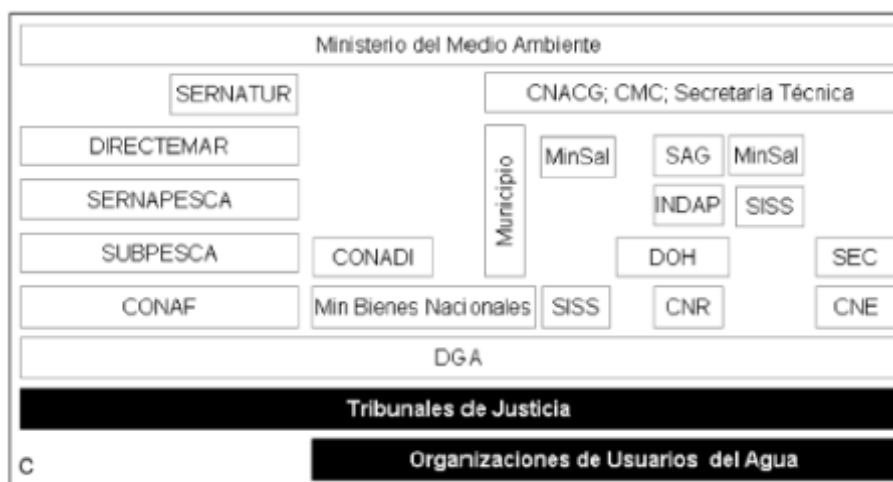 Ministerio del Medio Ambiente
SERNATUR
CNACG; CMC; Secretaría Técnica
DIRECTEMAR
Municipio
MinSal
SAG
MinSal
SERNAPESCA
INDAP
SISS
SUBPESCA
CONADI
DOH
SEC
CONAF
Min Bienes Nacionales
SISS
CNR
CNE
DGA
Tribunales de Justicia
Organizaciones de Usuarios del Agua
C